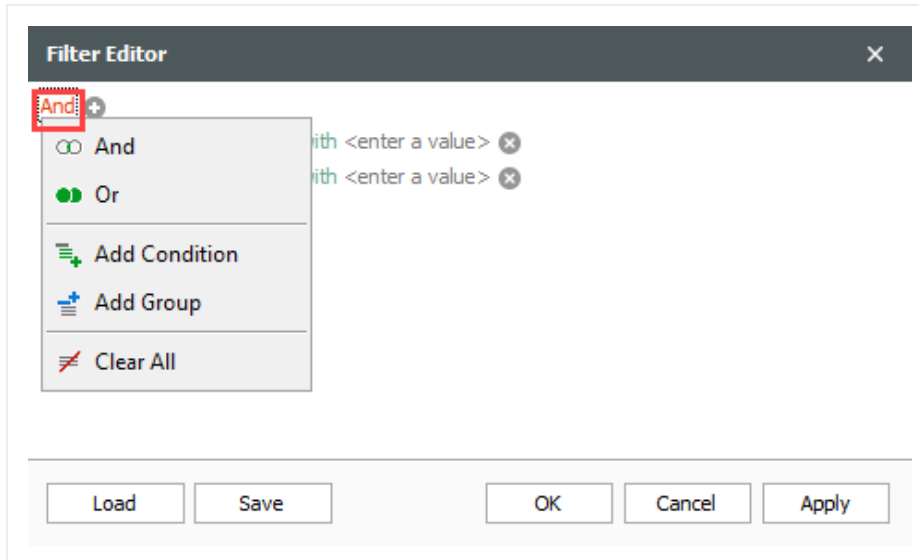 Filter Editor
And
And
ith <enter a value>
Or
ith <enter a value>
Add Condition
Add Group
Clear All
Load Save OK Cancel Apply